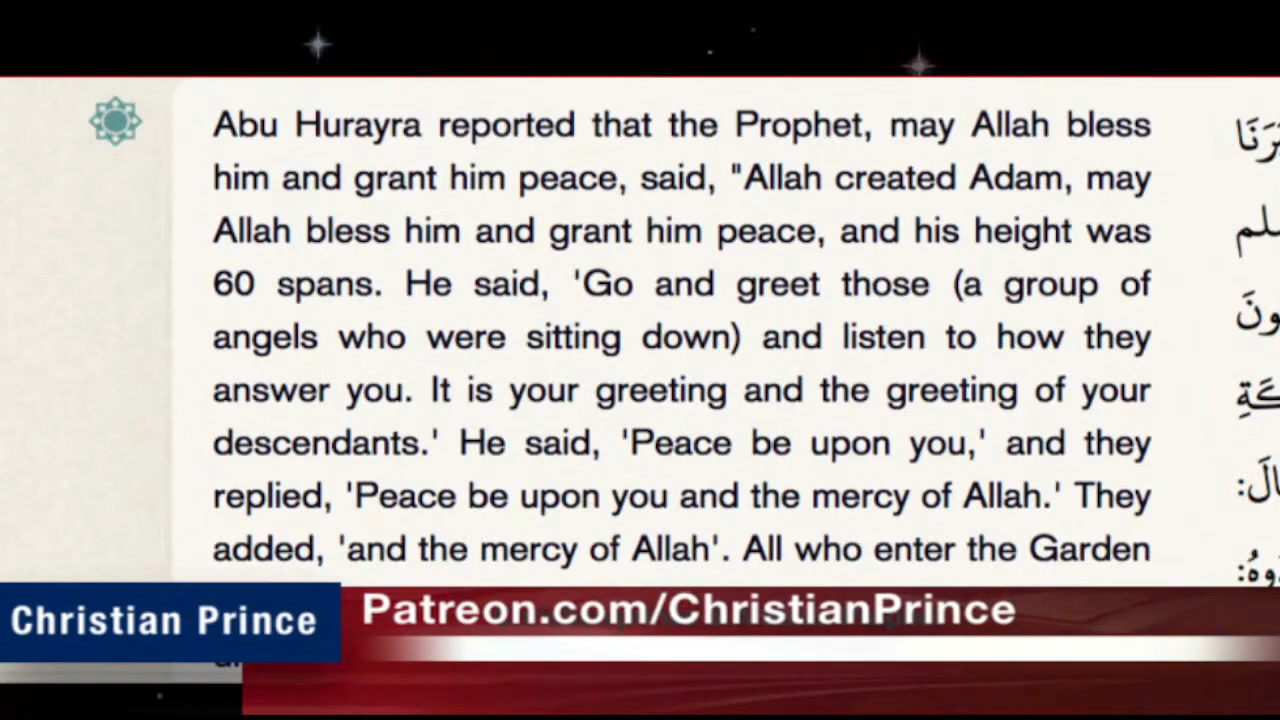 Abu Hurayra reported that the Prophet, may Allah bless
him and grant him peace, said, "Allah created Adam, may
Allah bless him and grant him peace, and his height was
60 spans. He said, 'Go and greet those (a group of
angels who were sitting down) and listen to how they
answer you. It is your greeting and the greeting of your
descendants.' He said, 'Peace be upon you,' and they
replied, 'Peace be upon you and the mercy of Allah.' They
added, 'and the mercy of Allah'. All who enter the Garden
Christian Prince
Patreon.com/ChristianPrince